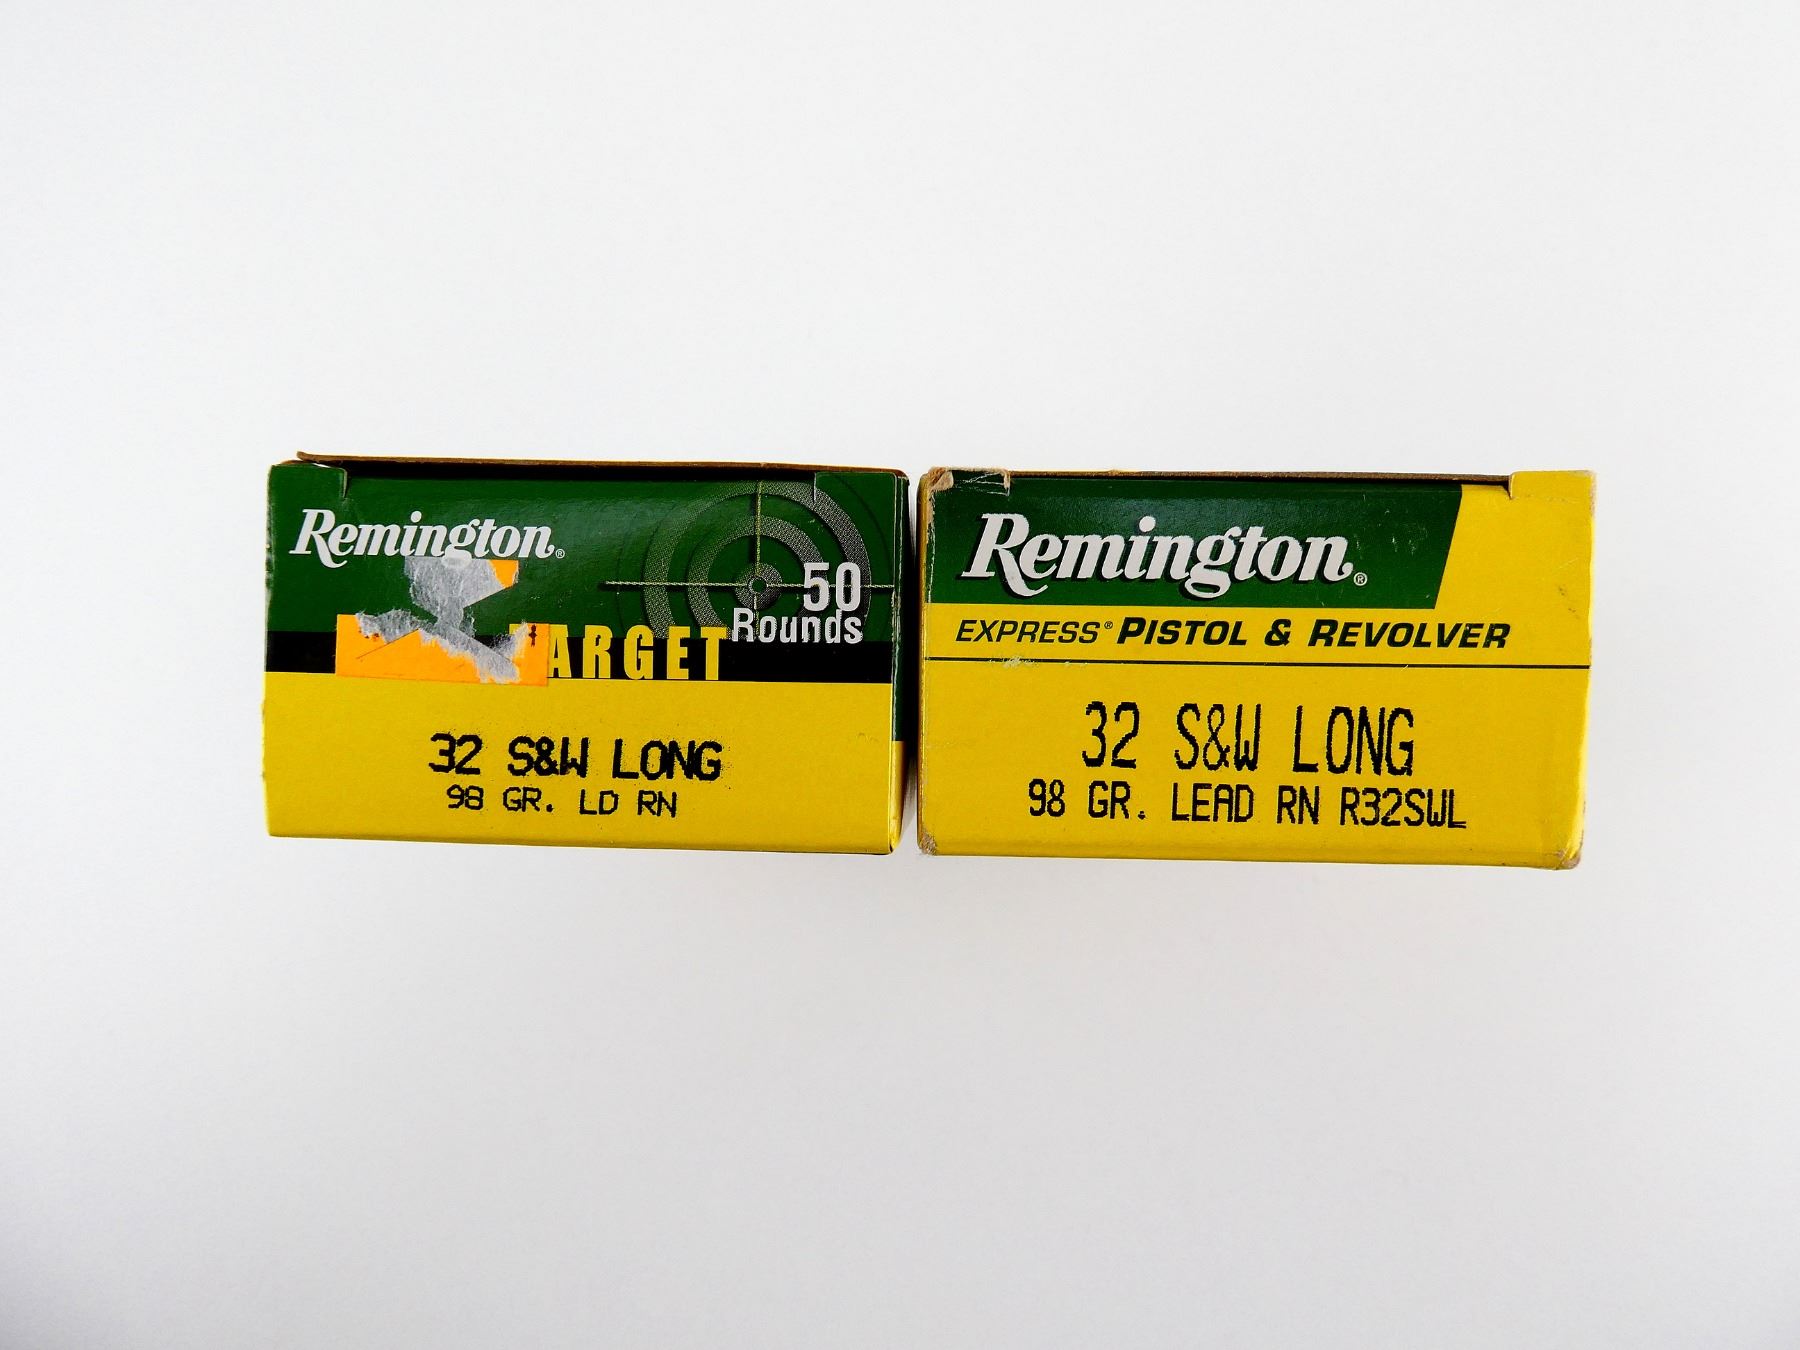 Remington®
50
Rounds
TARGET
32 S&W LONG
98 GR. LD RN
Remington®
EXPRESS® PISTOL & REVOLVER
32 S&W LONG
98 GR. LEAD RN R32SWL